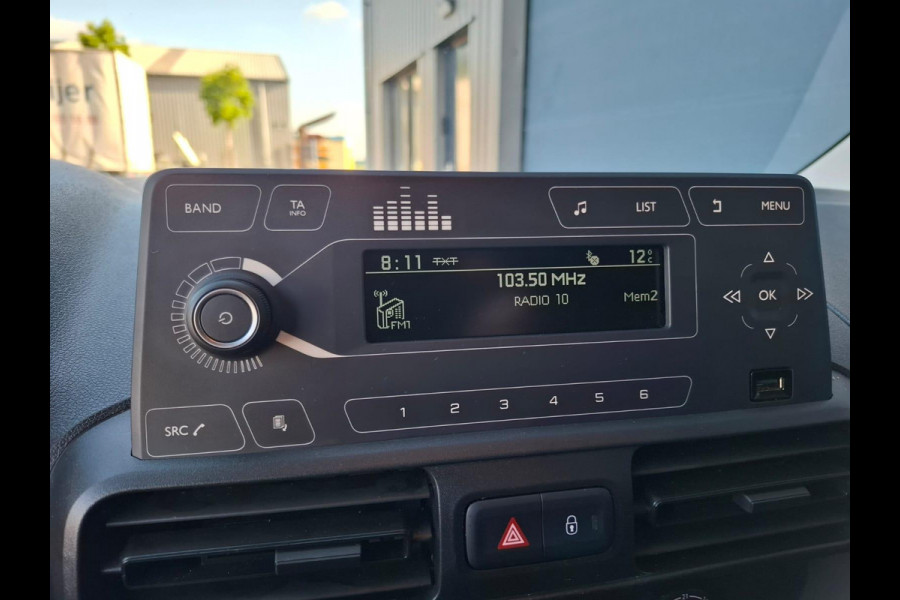 jer
BAND
TA
INFO
LIST
MENU
8:11 TXT 12°C
103.50 MHz
RADIO 10
Mem2
FM1
OK
SRC
1 2 3 4 5 6